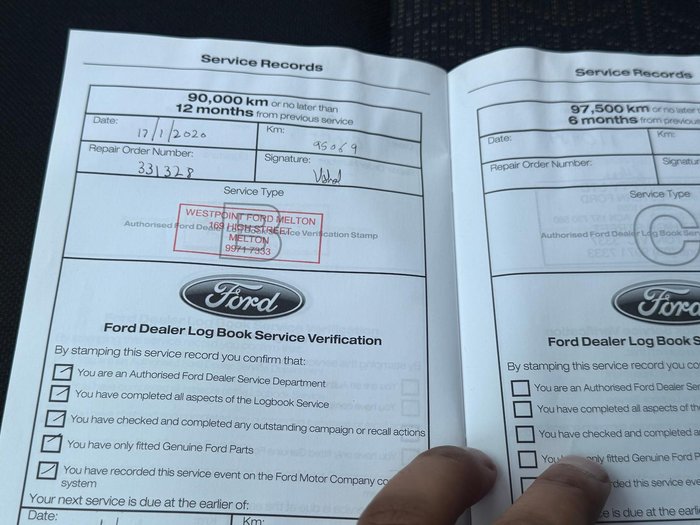 Service Records
90,000 km or no later than
12 months from previous service
Date: 17/1/2020
Km: 95069
Repair Order Number: 331328
Signature:
Service Type
B
Authorised Ford Dealer Log Book Service Verification Stamp
WESTPOINT FORD MELTON
169 HIGH STREET
MELTON
9971 7333
Ford
Ford Dealer Log Book Service Verification
By stamping this service record you confirm that:
You are an Authorised Ford Dealer Service Department
You have completed all aspects of the Logbook Service
You have checked and completed any outstanding campaign or recall actions
You have only fitted Genuine Ford Parts
You have recorded this service event on the Ford Motor Company
system
Your next service is due at the earlier of:
Date:
Km:
Service Records
97,500 km or no later
6 months from previous
Date:
Km:
Repair Order Number:
Service Type
C
Authorised Ford Dealer Log Book
Ford
Ford Dealer Log Book
By stamping this service record you
You are an Authorised Ford Dealer
You have completed all aspects of the
You have checked and completed
only fitted Genuine Ford
this service
is due at the